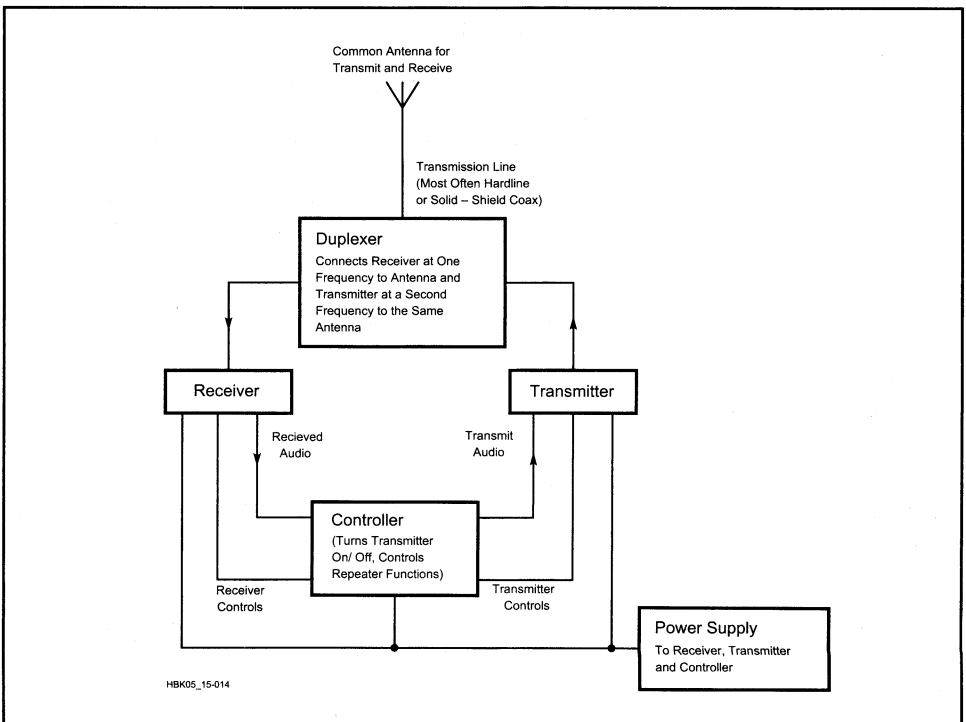 Common Antenna for
Transmit and Receive
Transmission Line
(Most Often Hardline
or Solid – Shield Coax)
Duplexer
Connects Receiver at One
Frequency to Antenna and
Transmitter at a Second
Frequency to the Same
Antenna
Receiver
Transmitter
Recieved
Audio
Transmit
Audio
Controller
(Turns Transmitter
On/ Off, Controls
Repeater Functions)
Receiver
Controls
Transmitter
Controls
Power Supply
To Receiver, Transmitter
and Controller
HBK05_15-014